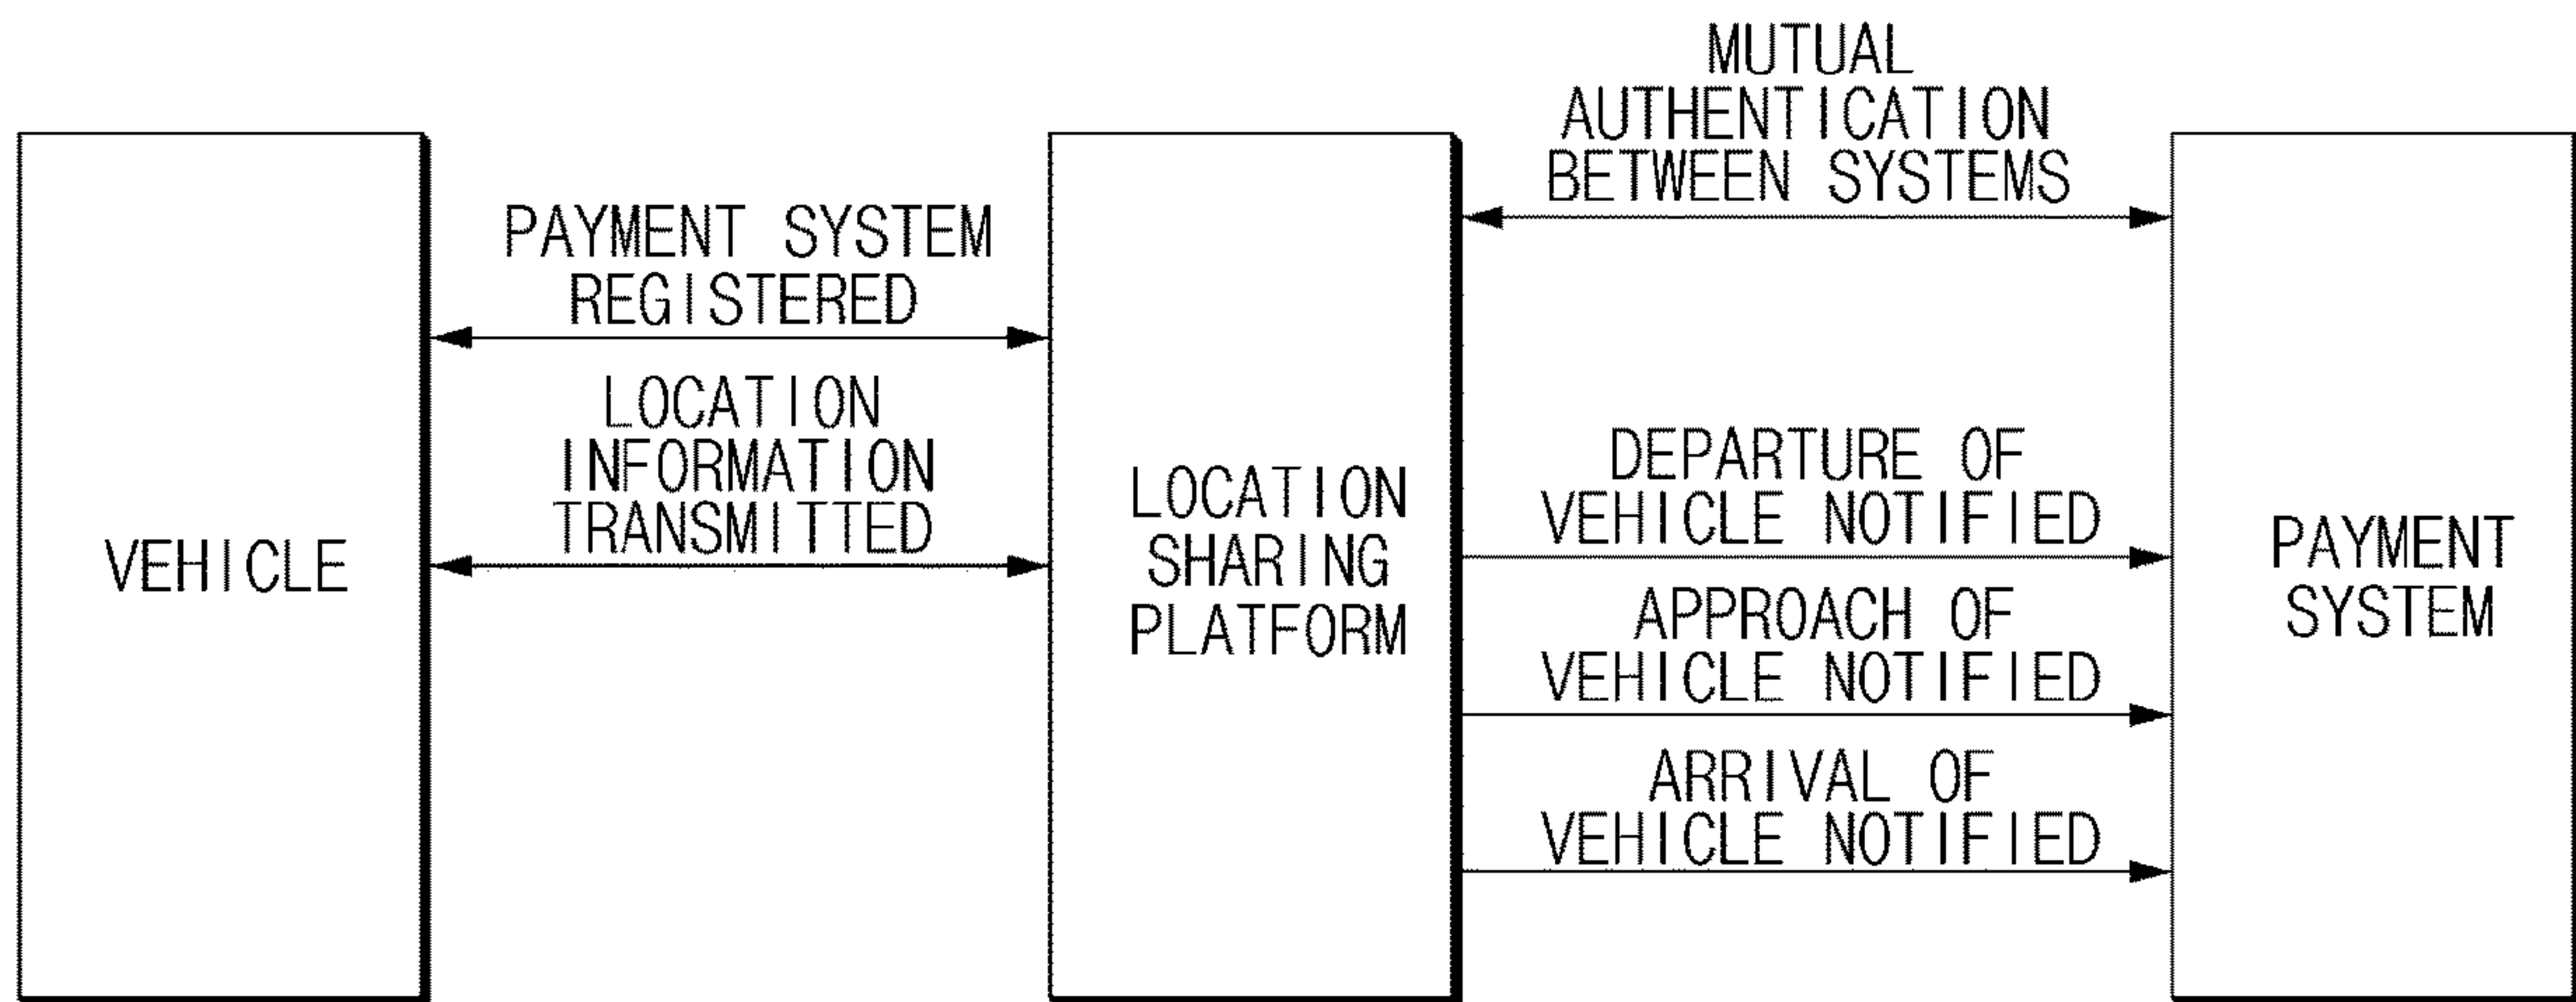 VEHICLE
PAYMENT SYSTEM
REGISTERED
LOCATION
INFORMATION
TRANSMITTED
LOCATION
SHARING
PLATFORM
MUTUAL
AUTHENTICATION
BETWEEN SYSTEMS
DEPARTURE OF
VEHICLE NOTIFIED
APPROACH OF
VEHICLE NOTIFIED
ARRIVAL OF
VEHICLE NOTIFIED
PAYMENT
SYSTEM